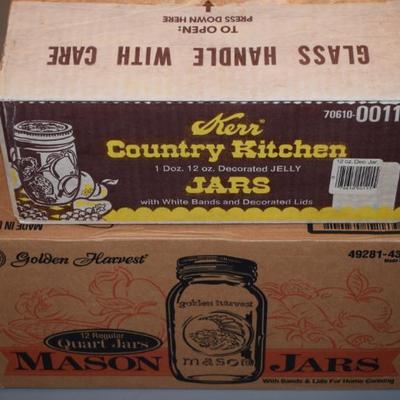 TO OPEN:
PRESS DOWN HERE
GLASS HANDLE WITH CARE
Kerr®
70610-0011
Country Kitchen
1 Doz. 12 oz. Decorated JELLY
12 oz. Dec Jar
JARS
with White Bands and Decorated Lids
MADE IN
Golden Harvest®
49281-43
golden harvest
mason
12 Regular
Quart Jars
MASON JARS
With Bands & Lids For Home Canning